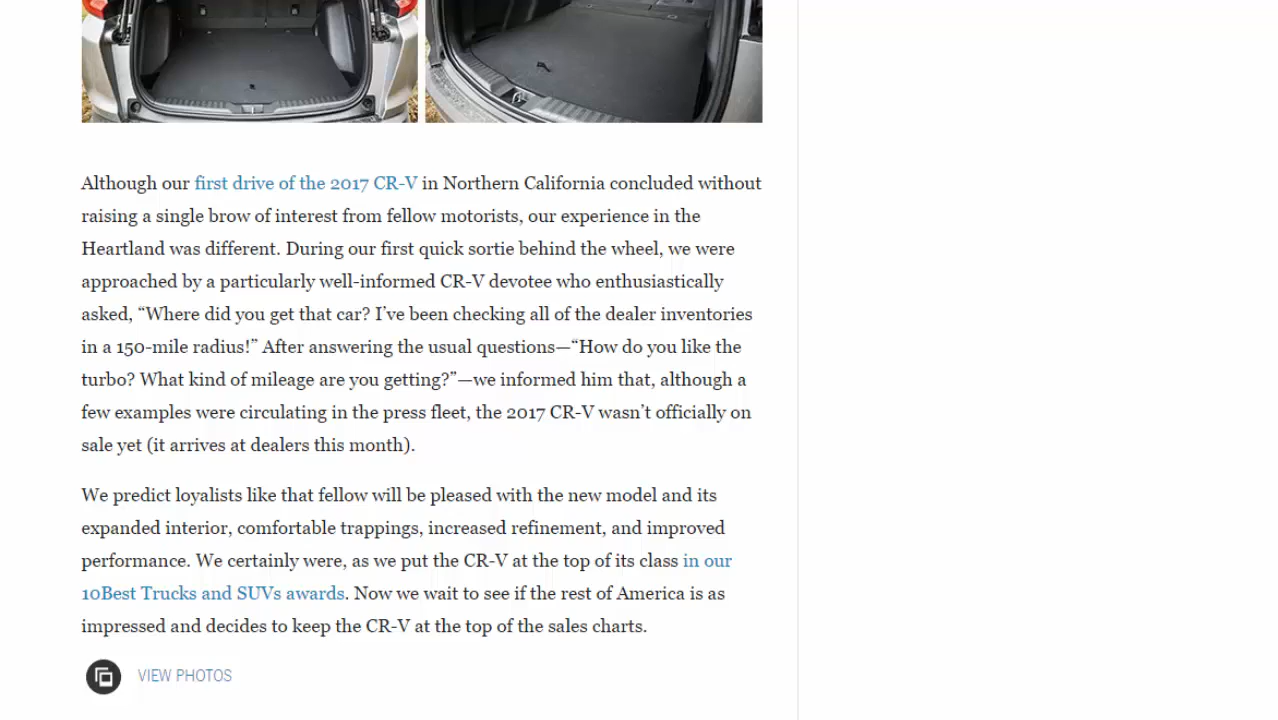 Although our first drive of the 2017 CR-V in Northern California concluded without
raising a single brow of interest from fellow motorists, our experience in the
Heartland was different. During our first quick sortie behind the wheel, we were
approached by a particularly well-informed CR-V devotee who enthusiastically
asked, “Where did you get that car? I’ve been checking all of the dealer inventories
in a 150-mile radius!” After answering the usual questions—“How do you like the
turbo? What kind of mileage are you getting?”—we informed him that, although a
few examples were circulating in the press fleet, the 2017 CR-V wasn’t officially on
sale yet (it arrives at dealers this month).
We predict loyalists like that fellow will be pleased with the new model and its
expanded interior, comfortable trappings, increased refinement, and improved
performance. We certainly were, as we put the CR-V at the top of its class in our
10Best Trucks and SUVs awards. Now we wait to see if the rest of America is as
impressed and decides to keep the CR-V at the top of the sales charts.
VIEW PHOTOS